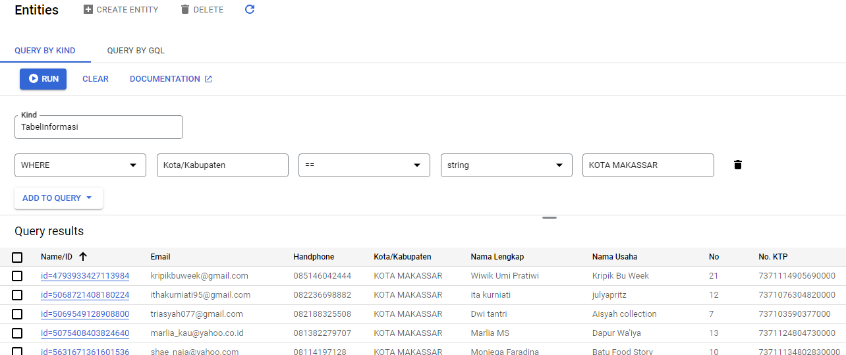 Entities CREATE ENTITY DELETE
QUERY BY KIND QUERY BY GQL
RUN CLEAR DOCUMENTATION
Kind
TabelInformasi
WHERE Kota/Kabupaten == string KOTA MAKASSAR
ADD TO QUERY
Query results
Name/ID Email Handphone Kota/Kabupaten Nama Lengkap Nama Usaha No No. KTP
id=4793933427113984 kripikbuweek@gmail.com 085146042444 KOTA MAKASSAR Wiwik Umi Pratiwi Kripik Bu Week 21 7371114905690000
id=5068721408180224 ithakurniati95@gmail.com 082236698882 KOTA MAKASSAR ita kurniati julyapritz 12 7371076304820000
id=5069549128908800 triasyah077@gmail.com 082188325508 KOTA MAKASSAR Dwi tantri Aisyah collection 7 737103590377000
id=5075408403824640 marlia_kau@yahoo.co.id 081382279707 KOTA MAKASSAR Marlia MS Dapur Wa'iya 13 7371124804730000
id=5631671361601536 shae_naja@yahoo.com 08114197128 KOTA MAKASSAR Moniega Faradina Batu Food Story 10 7371134802830000